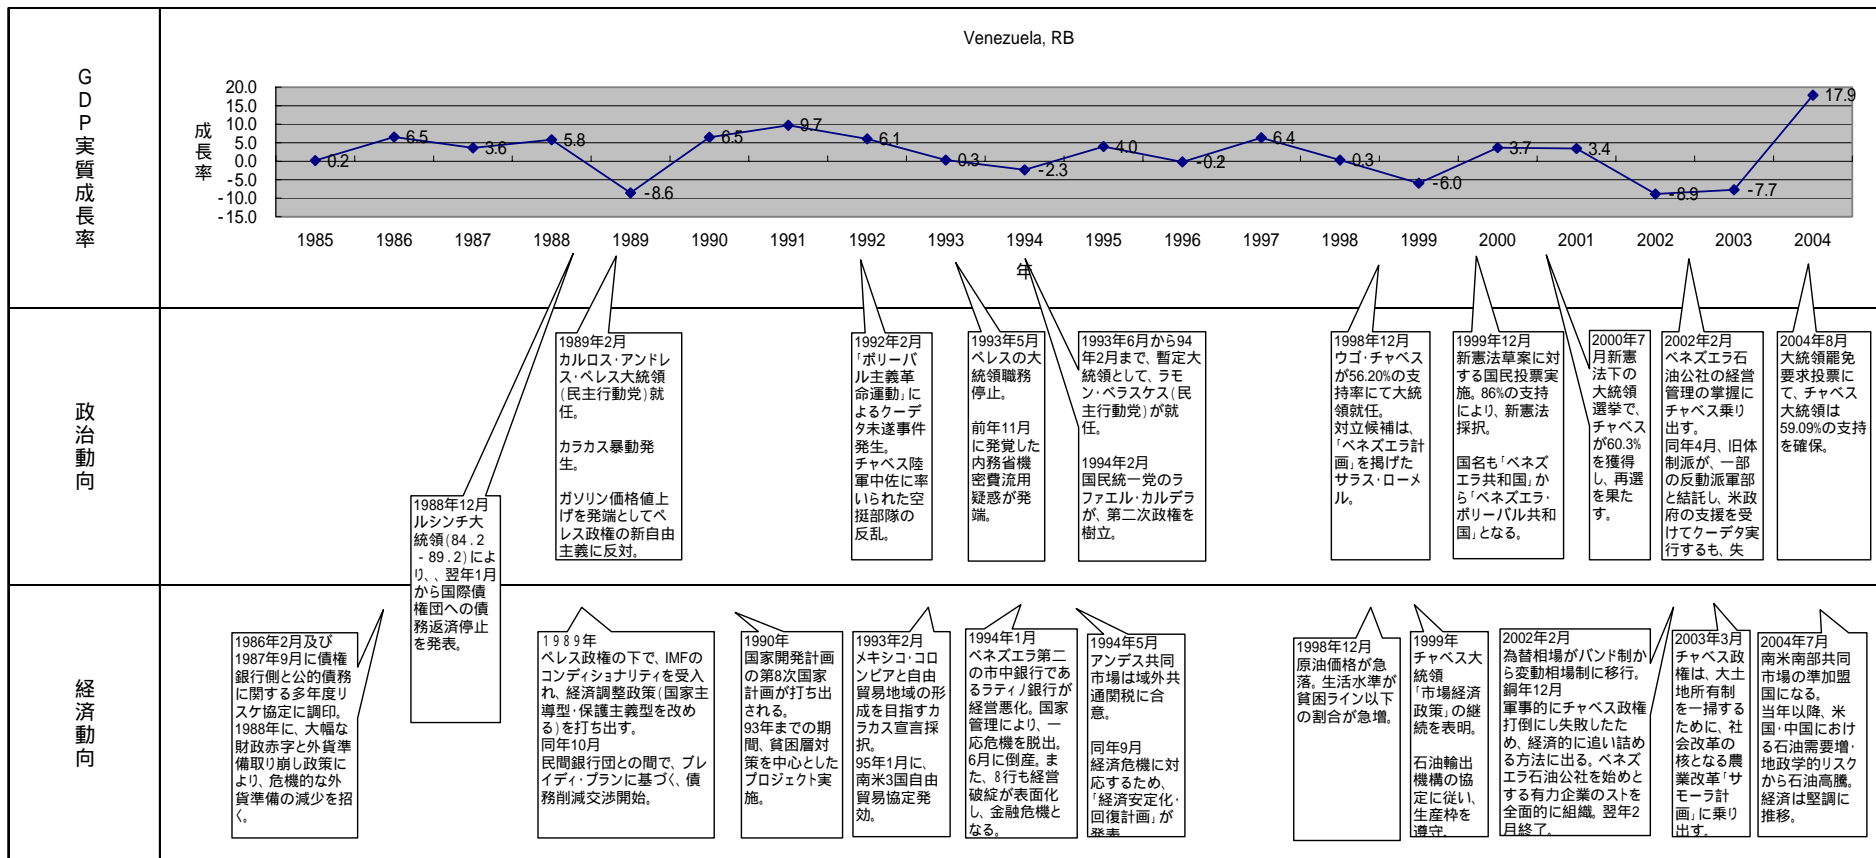 Venezuela, RB
GDP実質成長率
成長率
20.0
15.0
10.0
5.0
0.0
-5.0
-10.0
-15.0
0.2
6.5
3.6
5.8
-8.6
6.5
9.7
6.1
0.3
-2.3
4.0
-0.2
6.4
0.3
-6.0
3.7
3.4
-8.9
-7.7
17.9
1985 1986 1987 1988 1989 1990 1991 1992 1993 1994 1995 1996 1997 1998 1999 2000 2001 2002 2003 2004
年
政治動向
1988年12月
ルシンチ大
統領(84.2
-89.2)によ
り、、翌年1月
から国際債
権団への債
務返済停止
を発表。
1989年2月
カルロス・アンドレ
ス・ペレス大統領
(民主行動党)就
任。
カラカス暴動発
生。
ガソリン価格値上
げを発端としてペ
レス政権の新自由
主義に反対。
1992年2月
「ボリーバ
ル主義革
命運動」に
よるクーデ
タ未遂事件
発生。
チャベス陸
軍中佐に率
いられた空
挺部隊の
反乱。
1993年5月
ペレスの大
統領職務
停止。
前年11月
に発覚した
内務省機
密費流用
疑惑が発
端。
1993年6月から94
年2月まで、暫定大
統領として、ラモ
ン・ベラスケス(民
主行動党)が就
任。
1994年2月
国民統一党のラ
ファエル・カルデラ
が、第二次政権を
樹立。
1998年12月
ウゴ・チャベス
が56.20%の支
持率にて大統
領就任。
対立候補は、
「ベネズエラ計
画」を掲げた
サラス・ローメ
ル。
1999年12月
新憲法草案に対
する国民投票実
施。86%の支持
により、新憲法
採択。
国名も「ベネズ
エラ共和国」か
ら「ベネズエラ・
ボリーバル共和
国」となる。
2000年7
月新憲
法下の
大統領
選挙で、
チャベス
が60.3%
を獲得
し、再選
を果た
す。
2002年2月
ベネズエラ石
油公社の経営
管理の掌握に
チャベス乗り
出す。
同年4月、旧体
制派が、一部
の反動派軍部
と結託し、米政
府の支援を受
けてクーデタ実
行するも、失
2004年8月
大統領罷免
要求投票に
て、チャベス
大統領は
59.09%の支持
を確保。
経済動向
1986年2月及び
1987年9月に債権
銀行側と公的債務
に関する多年度リ
スケ協定に調印。
1988年に、大幅な
財政赤字と外貨準
備取り崩し政策に
より、危機的な外
貨準備の減少を招
く。
1989年
ペレス政権の下で、IMFの
コンディショナリティを受入
れ、経済調整政策(国家主
導型・保護主義型を改め
る)を打ち出す。
同年10月
民間銀行団との間で、ブレ
イディ・プランに基づく、債
務削減交渉開始。
1990年
国家開発計画
の第8次国家
計画が打ち出
される。
93年までの期
間、貧困層対
策を中心とした
プロジェクト実
施。
1993年2月
メキシコ・コロ
ンビアと自由
貿易地域の形
成を目指すカ
ラカス宣言採
択。
95年1月に、
南米3国自由
貿易協定発
効。
1994年1月
ベネズエラ第二
の市中銀行であ
るラティノ銀行が
経営悪化。国家
管理により、一
応危機を脱出。
6月に倒産。ま
た、8行も経営
破綻が表面化
し、金融危機と
なる。
1994年5月
アンデス共同
市場は域外共
通関税に合
意。
同年9月
経済危機に対
応するため、
「経済安定化・
回復計画」が
発表
1998年12月
原油価格が急
落。生活水準が
貧困ライン以下
の割合が急増。
1999年
チャベス大
統領
「市場経済
政策」の継
続を表明。
石油輸出
機構の協
定に従い、
生産枠を
遵守。
2002年2月
為替相場がバンド制か
ら変動相場制に移行。
銅年12月
軍事的にチャベス政権
打倒にし失敗したた
め、経済的に追い詰め
る方法に出る。ベネズ
エラ石油公社を始めと
する有力企業のストを
全面的に組織。翌年2
月終了。
2003年3月
チャベス政
権は、大土
地所有制
を一掃する
ために、社
会改革の
核となる農
業改革「サ
モーラ計
画」に乗り
出す。
2004年7月
南米南部共同
市場の準加盟
国になる。
当年以降、米
国・中国におけ
る石油需要増・
地政学的リスク
から石油高騰。
経済は堅調に
推移。